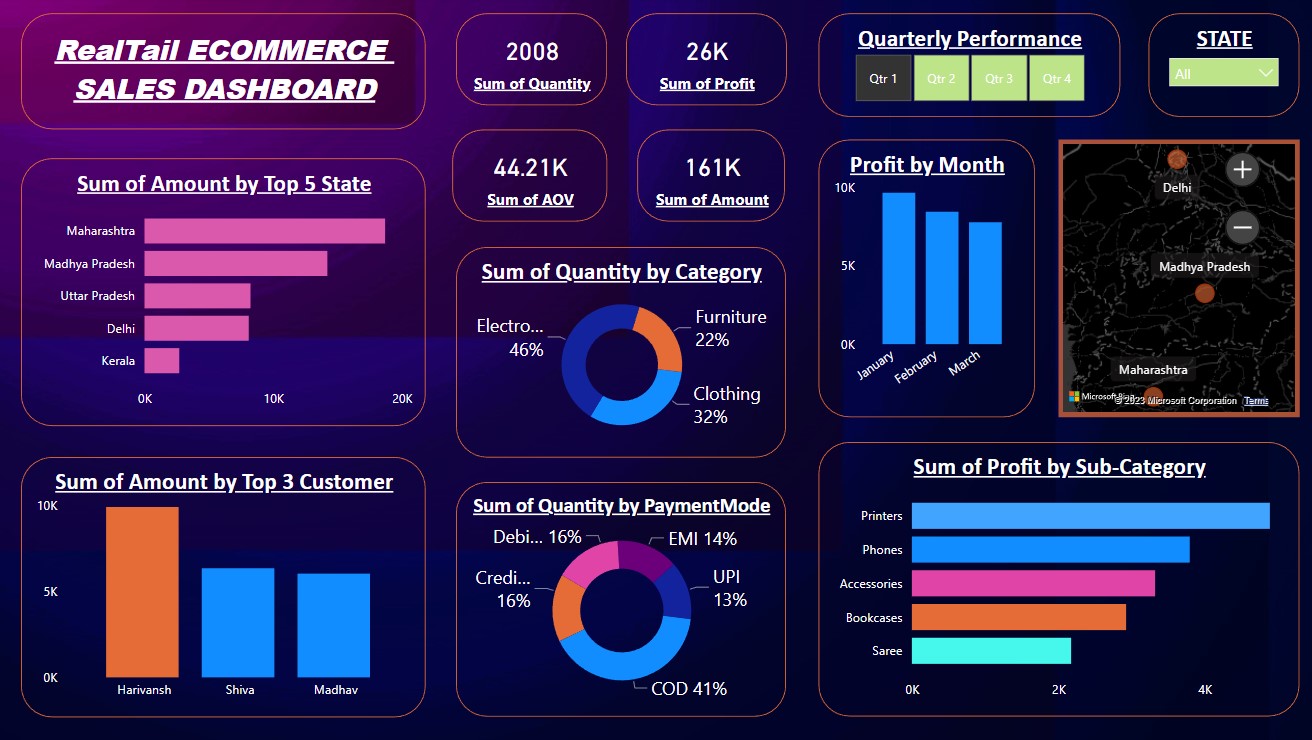 RealTail ECOMMERCE
SALES DASHBOARD
2008
Sum of Quantity
26K
Sum of Profit
Quarterly Performance
Qtr 1
Qtr 2
Qtr 3
Qtr 4
STATE
All
44.21K
Sum of AOV
161K
Sum of Amount
Sum of Amount by Top 5 State
Maharashtra
Madhya Pradesh
Uttar Pradesh
Delhi
Kerala
0K
10K
20K
Sum of Quantity by Category
Electro...
46%
Furniture
22%
Clothing
32%
Profit by Month
10K
5K
0K
January
February
March
Delhi
Madhya Pradesh
Maharashtra
Microsoft Bing
© 2023 Microsoft Corporation
Terms
Sum of Amount by Top 3 Customer
10K
5K
0K
Harivansh
Shiva
Madhav
Sum of Quantity by PaymentMode
Debi... 16%
EMI 14%
Credi...
16%
UPI
13%
COD 41%
Sum of Profit by Sub-Category
Printers
Phones
Accessories
Bookcases
Saree
0K
2K
4K